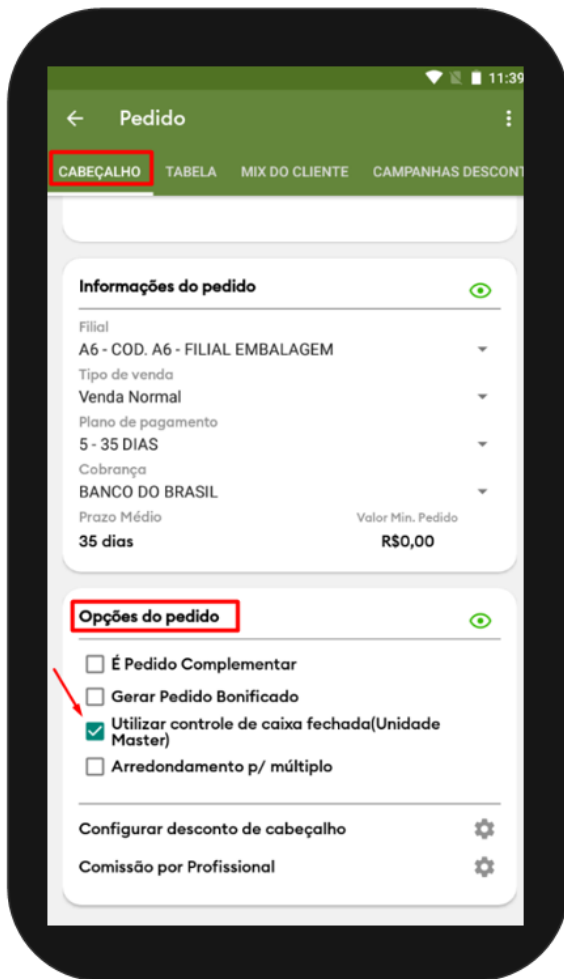 11:39
Pedido
CABEÇALHO TABELA MIX DO CLIENTE CAMPANHAS DESCONT
Informações do pedido
Filial
A6 - COD. A6 - FILIAL EMBALAGEM
Tipo de venda
Venda Normal
Plano de pagamento
5 - 35 DIAS
Cobrança
BANCO DO BRASIL
Prazo Médio Valor Min. Pedido
35 dias R$0,00
Opções do pedido
É Pedido Complementar
Gerar Pedido Bonificado
Utilizar controle de caixa fechada(Unidade
Master)
Arredondamento p/ múltiplo
Configurar desconto de cabeçalho
Comissão por Profissional